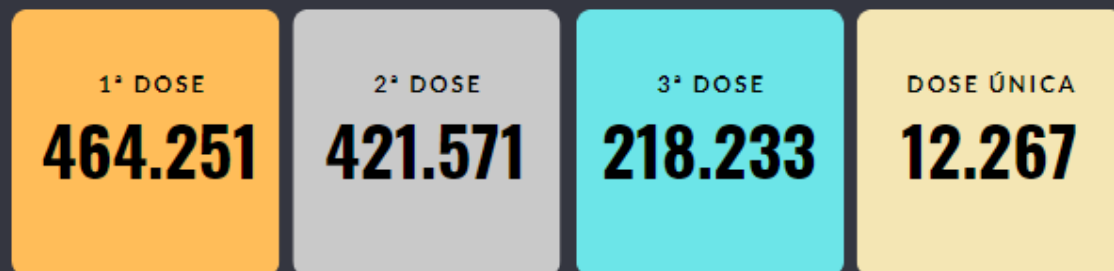 1ª DOSE
464.251
2ª DOSE
421.571
3ª DOSE
218.233
DOSE ÚNICA
12.267